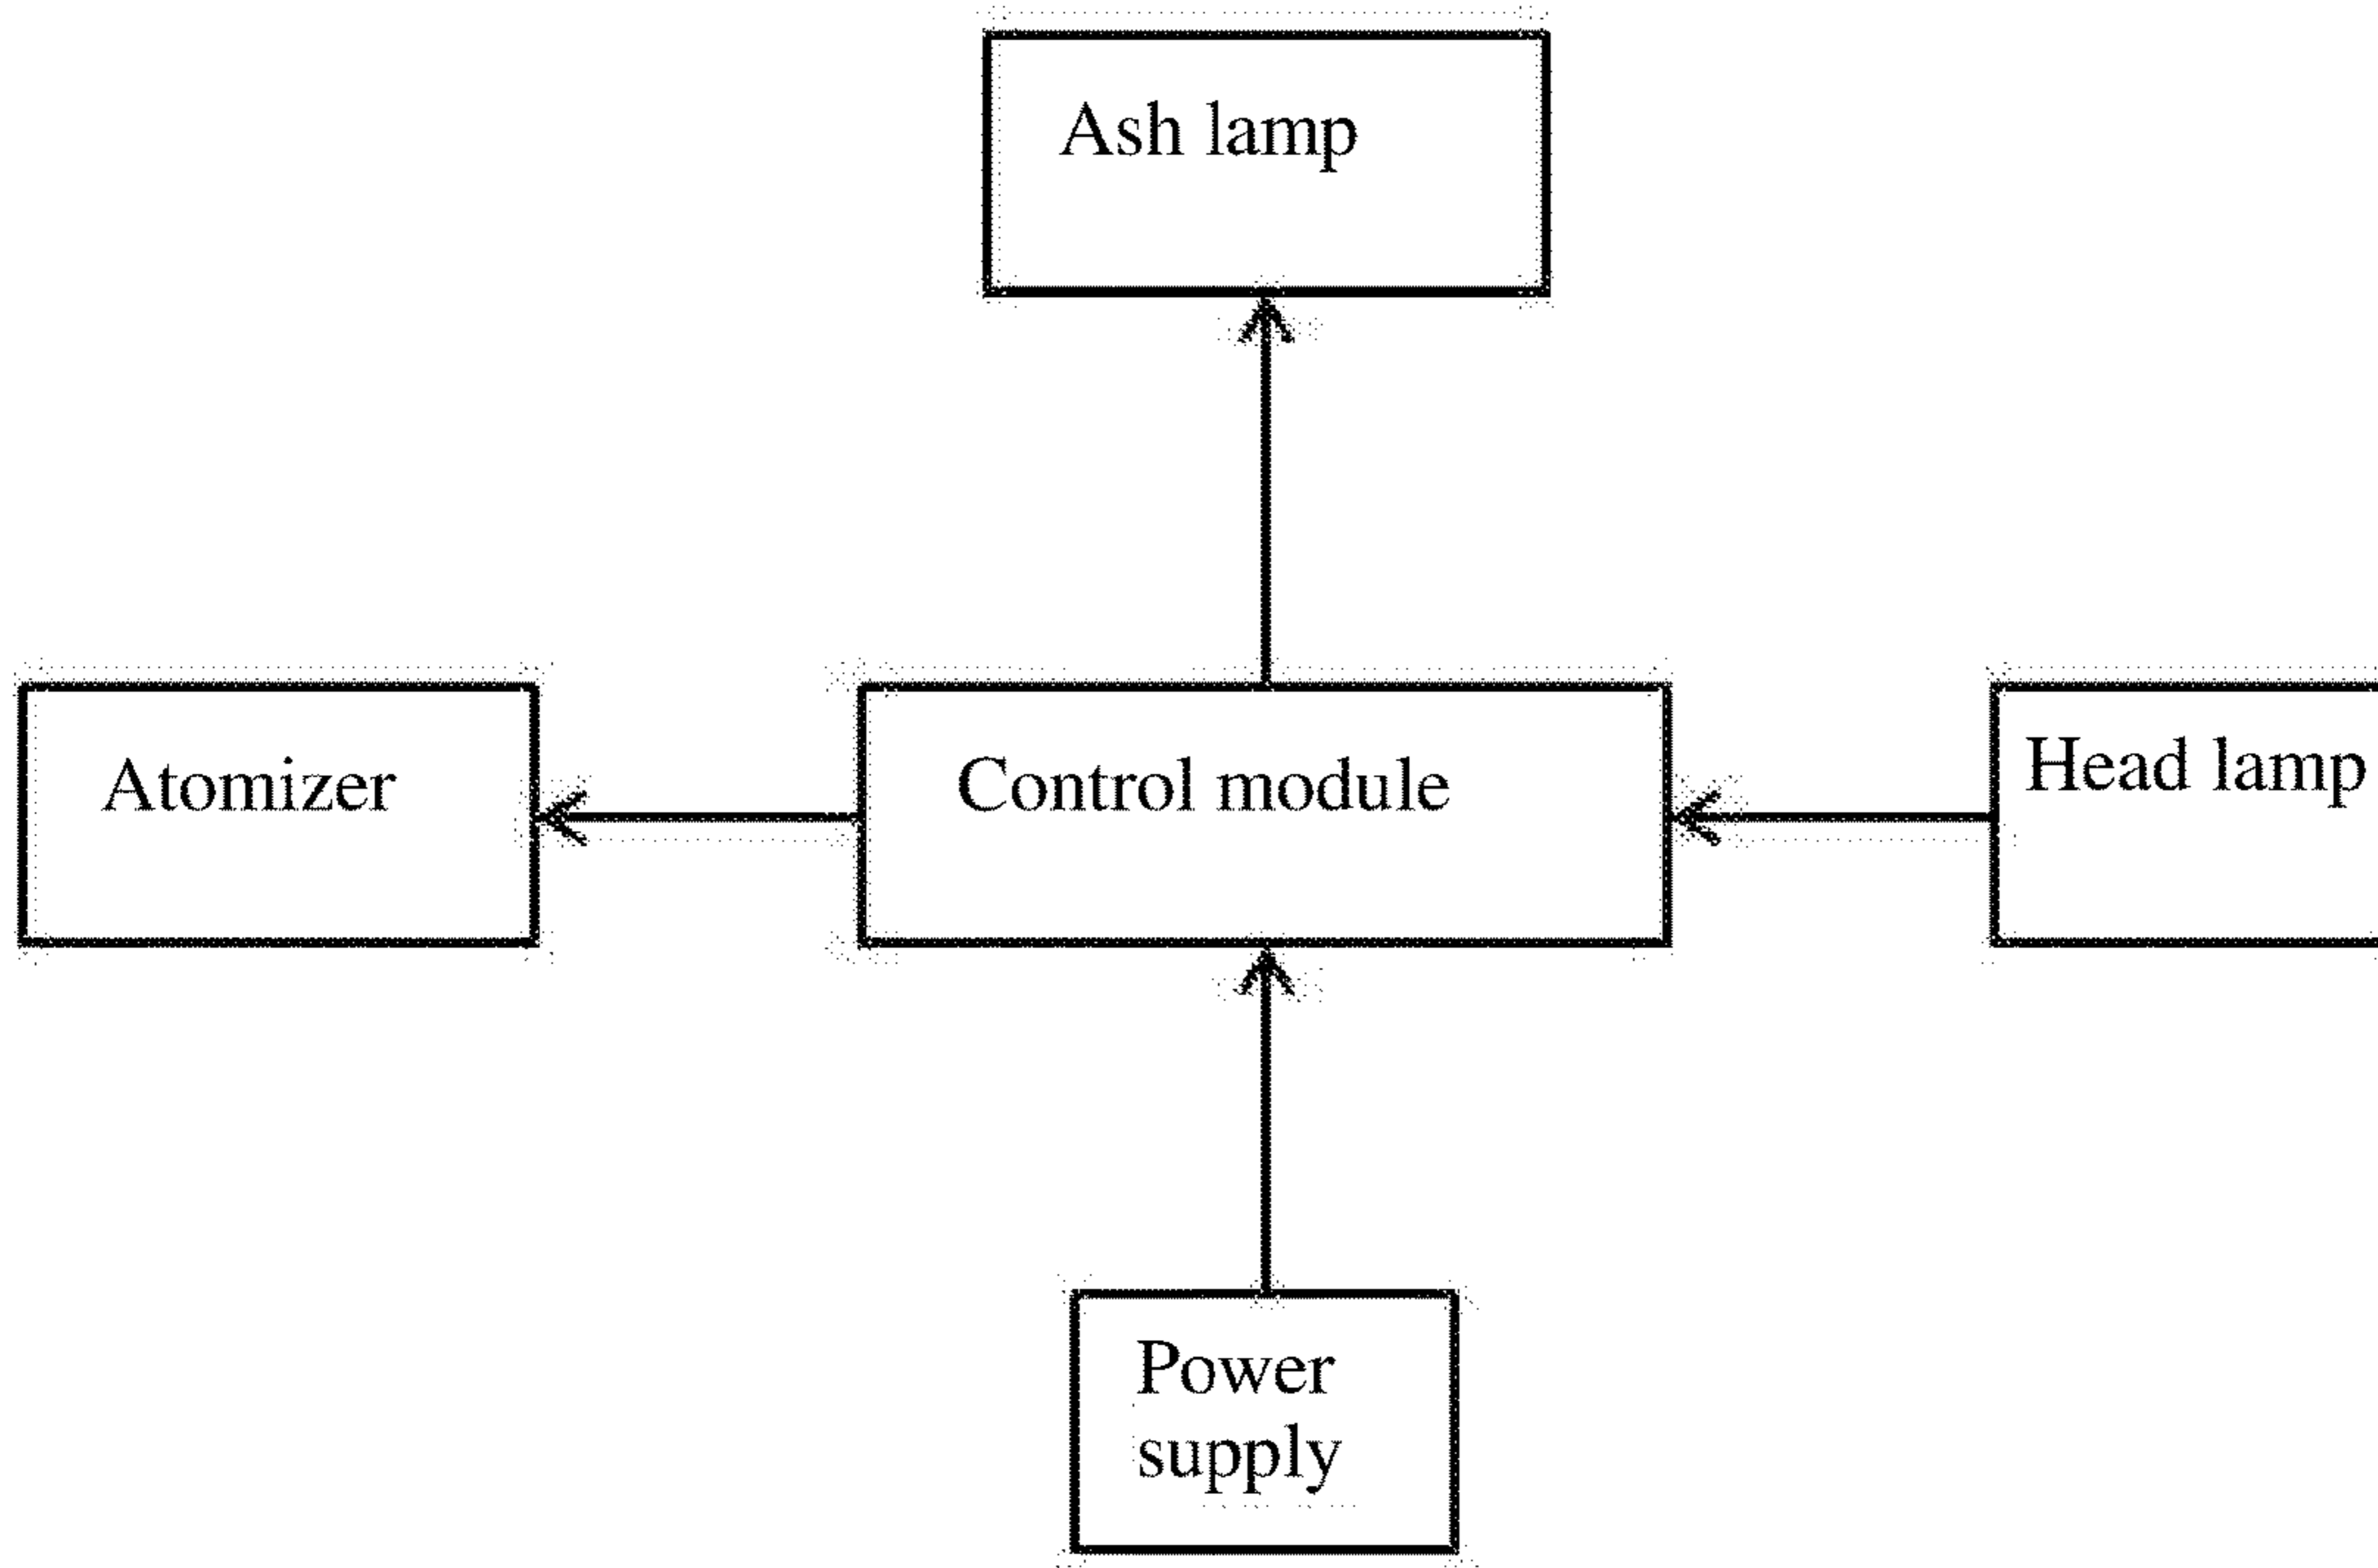 Ash lamp
Atomizer
Control module
Head lamp
Power
supply